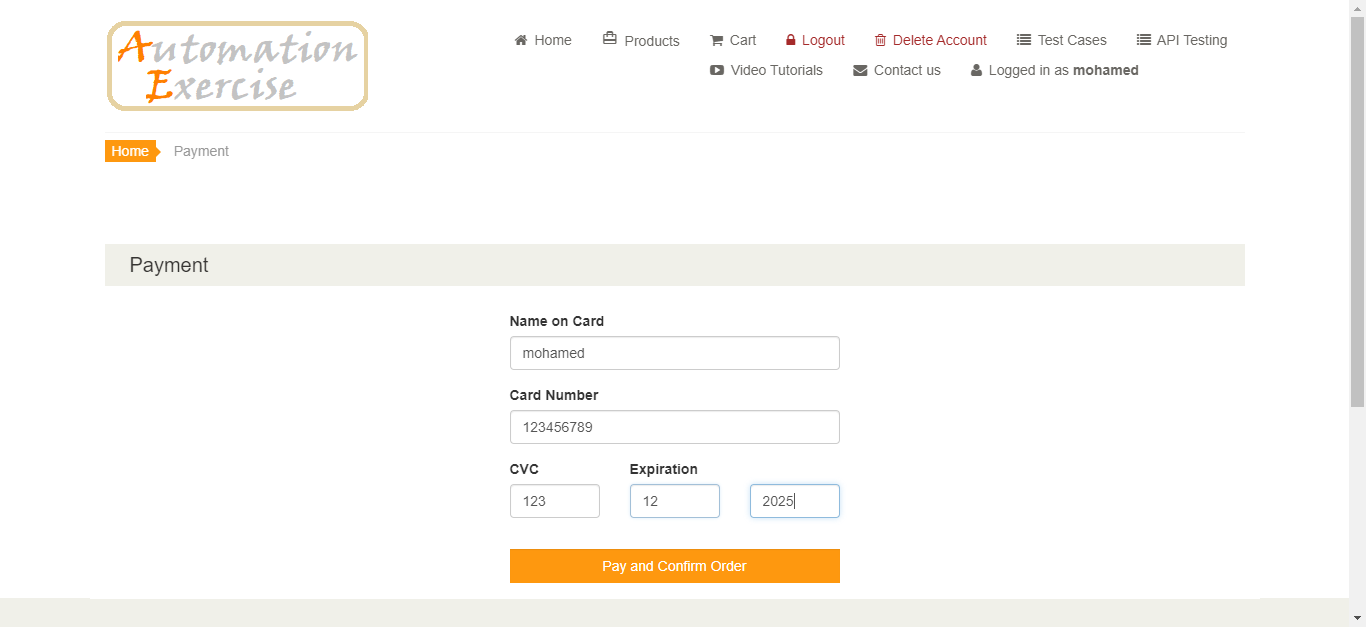 Automation
Exercise
Home Products Cart Logout Delete Account Test Cases API Testing
Video Tutorials Contact us Logged in as mohamed
Home Payment
Payment
Name on Card
mohamed
Card Number
123456789
CVC Expiration
123 12 2025
Pay and Confirm Order